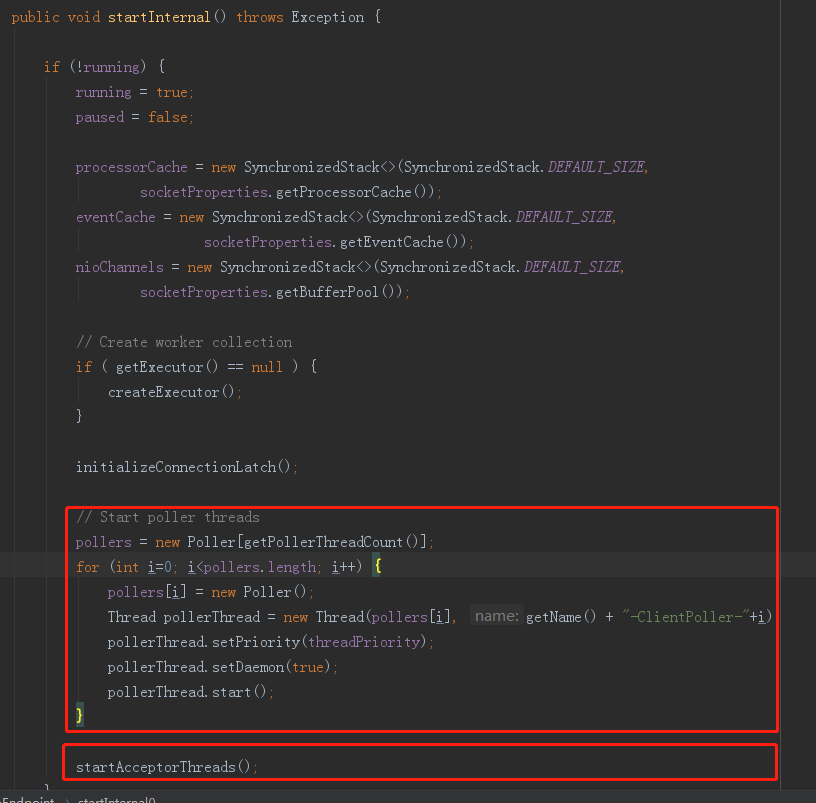 public void startInternal() throws Exception {
if (!running) {
running = true;
paused = false;
processorCache = new SynchronizedStack<>(SynchronizedStack.DEFAULT_SIZE,
socketProperties.getProcessorCache());
eventCache = new SynchronizedStack<>(SynchronizedStack.DEFAULT_SIZE,
socketProperties.getEventCache());
nioChannels = new SynchronizedStack<>(SynchronizedStack.DEFAULT_SIZE,
socketProperties.getBufferPool());
// Create worker collection
if ( getExecutor() == null ) {
createExecutor();
}
initializeConnectionLatch();
// Start poller threads
pollers = new Poller[getPollerThreadCount()];
for (int i=0; i<pollers.length; i++) {
pollers[i] = new Poller();
Thread pollerThread = new Thread(pollers[i], name: getName() + "-ClientPoller-"+i)
pollerThread.setPriority(threadPriority);
pollerThread.setDaemon(true);
pollerThread.start();
}
startAcceptorThreads();
}